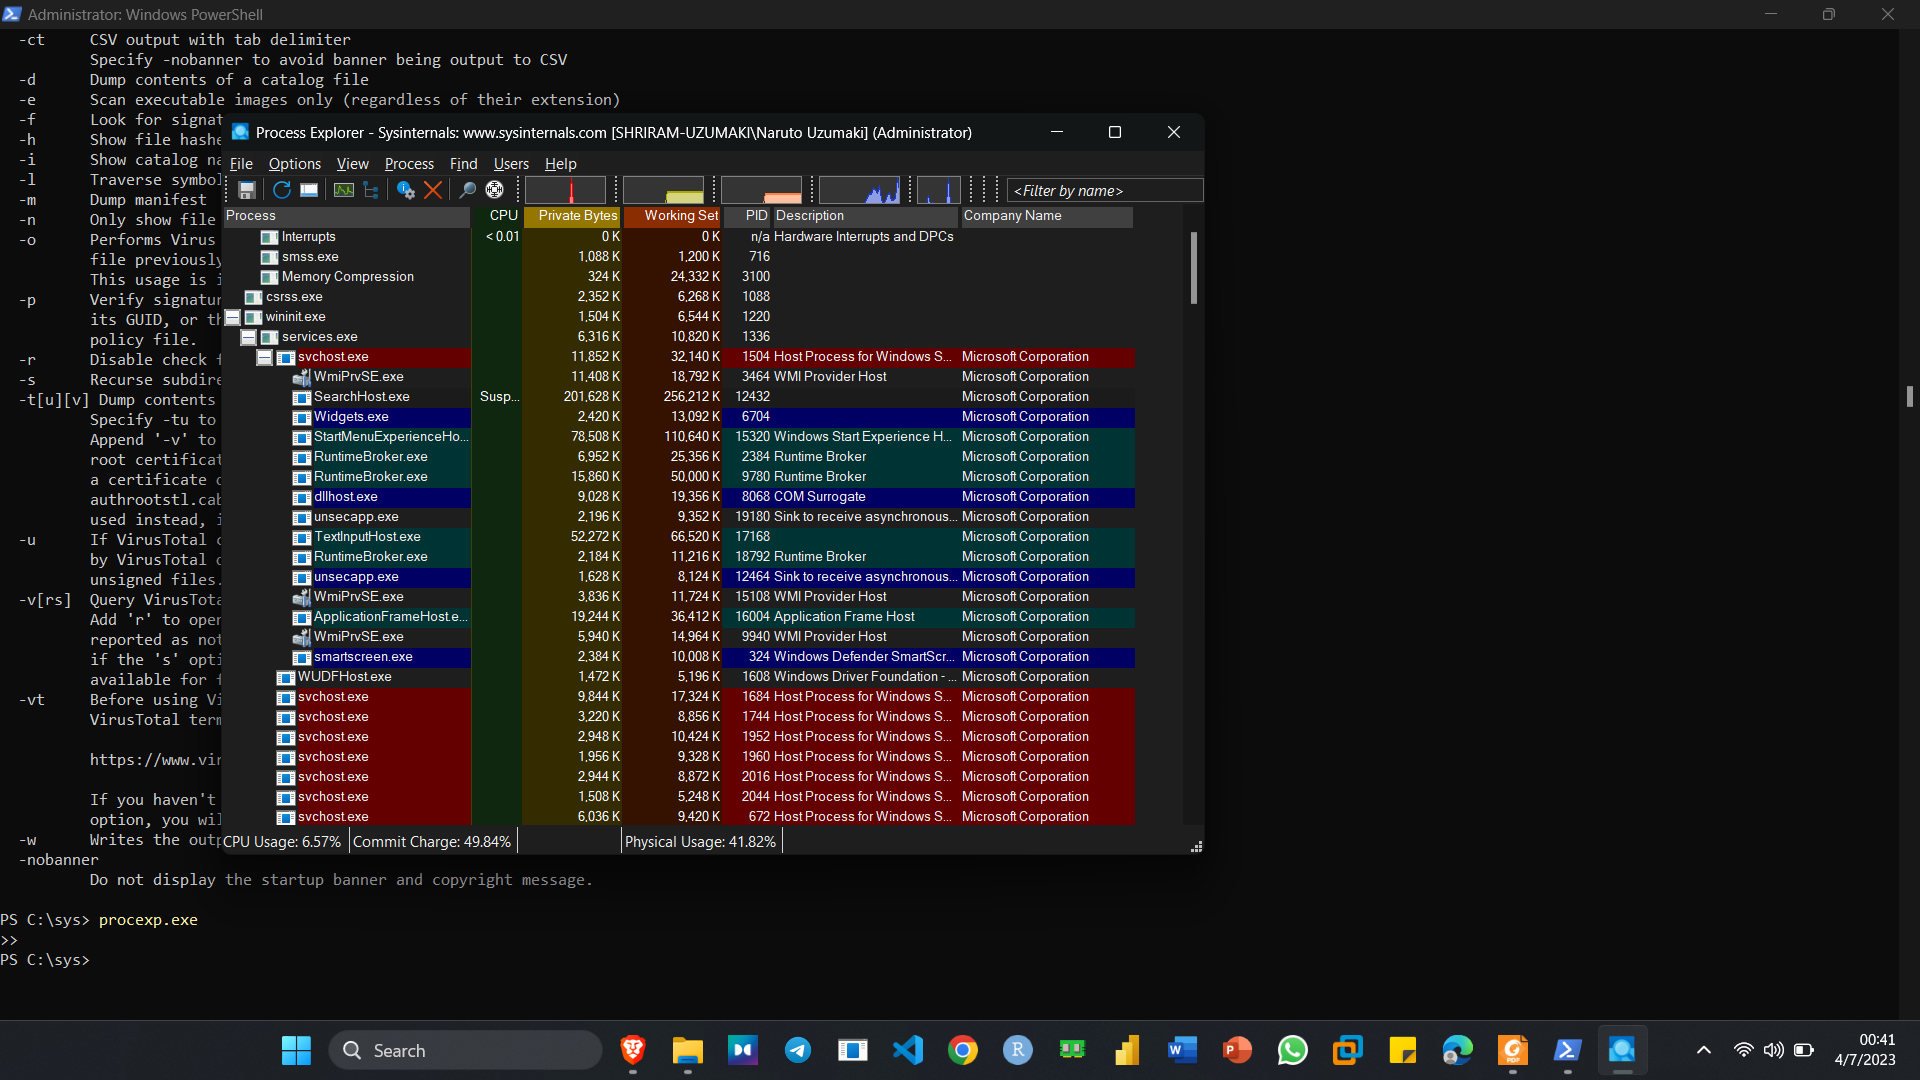 Administrator: Windows PowerShell
-ct CSV output with tab delimiter
Specify -nobanner to avoid banner being output to CSV
-d Dump contents of a catalog file
-e Scan executable images only (regardless of their extension)
-f Look for signat
-h Show file hashe
-i Show catalog na
-l Traverse symbol
-m Dump manifest
-n Only show file
-o Performs Virus
file previously
This usage is i
-p Verify signatur
its GUID, or th
policy file.
-r Disable check f
-s Recurse subdire
-t[u][v] Dump contents
Specify -tu to
Append '-v' to
root certificat
a certificate
authrootstl.cab
used instead, i
-u If VirusTotal
by VirusTotal
unsigned files.
-v[rs] Query VirusTota
Add 'r' to open
reported as not
if the 's' opti
available for f
-vt Before using Vi
VirusTotal term
https://www.vir
If you haven't
option, you wil
-w Writes the outp
-nobanner
Do not display the startup banner and copyright message.
PS C:\sys> procexp.exe
>>
PS C:\sys>
Process Explorer - Sysinternals: www.sysinternals.com [SHRIRAM-UZUMAKI\Naruto Uzumaki] (Administrator)
File Options View Process Find Users Help
<Filter by name>
Process CPU Private Bytes Working Set PID Description Company Name
Interrupts < 0.01 0 K 0 K n/a Hardware Interrupts and DPCs
smss.exe 1,088 K 1,200 K 716
Memory Compression 324 K 24,332 K 3100
csrss.exe 2,352 K 6,268 K 1088
wininit.exe 1,504 K 6,544 K 1220
services.exe 6,316 K 10,820 K 1336
svchost.exe 11,852 K 32,140 K 1504 Host Process for Windows S... Microsoft Corporation
WmiPrvSE.exe 11,408 K 18,792 K 3464 WMI Provider Host Microsoft Corporation
SearchHost.exe Susp... 201,628 K 256,212 K 12432 Microsoft Corporation
Widgets.exe 2,420 K 13,092 K 6704 Microsoft Corporation
StartMenuExperienceHo... 78,508 K 110,640 K 15320 Windows Start Experience H... Microsoft Corporation
RuntimeBroker.exe 6,952 K 25,356 K 2384 Runtime Broker Microsoft Corporation
RuntimeBroker.exe 15,860 K 50,000 K 9780 Runtime Broker Microsoft Corporation
dllhost.exe 9,028 K 19,356 K 8068 COM Surrogate Microsoft Corporation
unsecapp.exe 2,196 K 9,352 K 19180 Sink to receive asynchronous... Microsoft Corporation
TextInputHost.exe 52,272 K 66,520 K 17168 Microsoft Corporation
RuntimeBroker.exe 2,184 K 11,216 K 18792 Runtime Broker Microsoft Corporation
unsecapp.exe 1,628 K 8,124 K 12464 Sink to receive asynchronous... Microsoft Corporation
WmiPrvSE.exe 3,836 K 11,724 K 15108 WMI Provider Host Microsoft Corporation
ApplicationFrameHost.e... 19,244 K 36,412 K 16004 Application Frame Host Microsoft Corporation
WmiPrvSE.exe 5,940 K 14,964 K 9940 WMI Provider Host Microsoft Corporation
smartscreen.exe 2,384 K 10,008 K 324 Windows Defender SmartScr... Microsoft Corporation
WUDFHost.exe 1,472 K 5,196 K 1608 Windows Driver Foundation - ... Microsoft Corporation
svchost.exe 9,844 K 17,324 K 1684 Host Process for Windows S... Microsoft Corporation
svchost.exe 3,220 K 8,856 K 1744 Host Process for Windows S... Microsoft Corporation
svchost.exe 2,948 K 10,424 K 1952 Host Process for Windows S... Microsoft Corporation
svchost.exe 1,956 K 9,328 K 1960 Host Process for Windows S... Microsoft Corporation
svchost.exe 2,944 K 8,872 K 2016 Host Process for Windows S... Microsoft Corporation
svchost.exe 1,508 K 5,248 K 2044 Host Process for Windows S... Microsoft Corporation
svchost.exe 6,036 K 9,420 K 672 Host Process for Windows S... Microsoft Corporation
CPU Usage: 6.57% Commit Charge: 49.84% Physical Usage: 41.82%
Search
00:41
4/7/2023